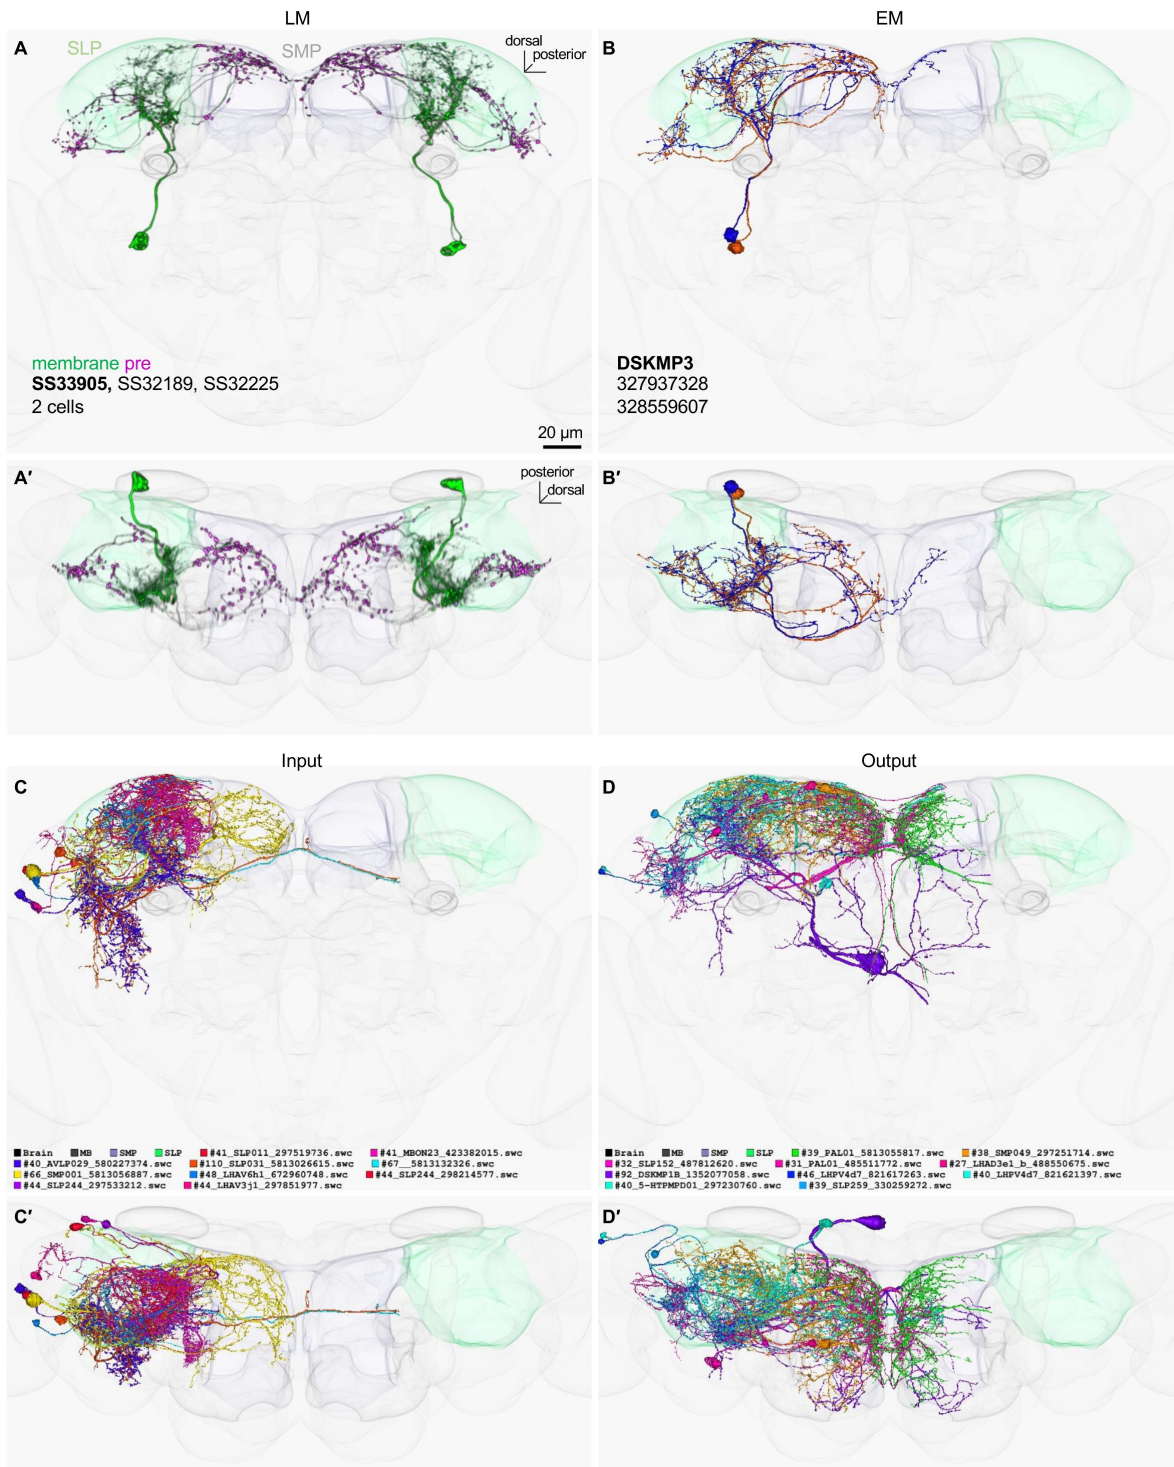 LM
EM
A
SLP
SMP
dorsal
posterior
B
membrane pre
SS33905, SS32189, SS32225
2 cells
20 µm
DSKMP3
327937328
328559607
A′
posterior
dorsal
B′
Input
Output
C
D
Brain MB SMP SLP #41_SLP011_297519736.swc #41_MBON23_423382015.swc
#40_AVLP029_580227374.swc #110_SLP031_5813026615.swc #67__5813132326.swc
#66_SMP001_5813056887.swc #48_LHAV6h1_672960748.swc #44_SLP244_298214577.swc
#44_SLP244_297533212.swc #44_LHAV3j1_297851977.swc
Brain MB SMP SLP #39_PAL01_5813055817.swc #38_SMP049_297251714.swc
#32_SLP152_487812620.swc #31_PAL01_485511772.swc #27_LHAD3e1_b_488550675.swc
#92_DSKMP1B_1352077058.swc #46_LHPV4d7_821617263.swc #40_LHPV4d7_821621397.swc
#40_5-HTPMPD01_297230760.swc #39_SLP259_330259272.swc
C′
D′